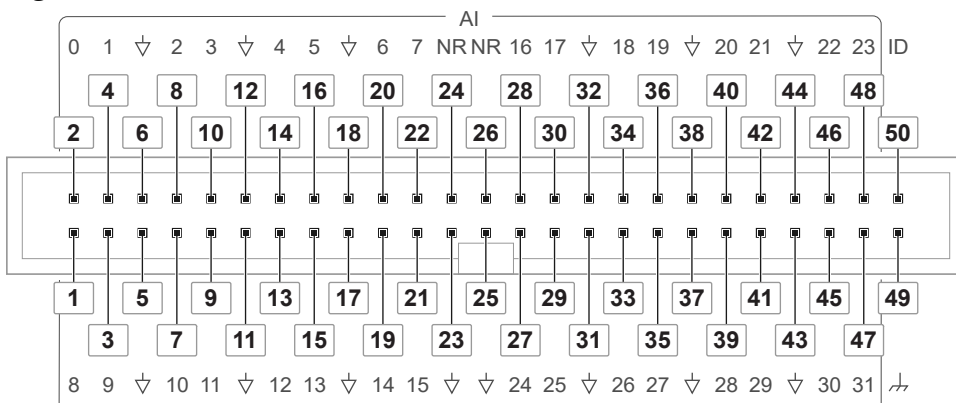 AI
0 1 2 3 4 5 6 7 NR NR 16 17 18 19 20 21 22 23 ID
4 8 12 16 20 24 28 32 36 40 44 48
2 6 10 14 18 22 26 30 34 38 42 46 50
1 5 9 13 17 21 25 29 33 37 41 45 49
3 7 11 15 19 23 27 31 35 39 43 47
8 9 10 11 12 13 14 15 24 25 26 27 28 29 30 31